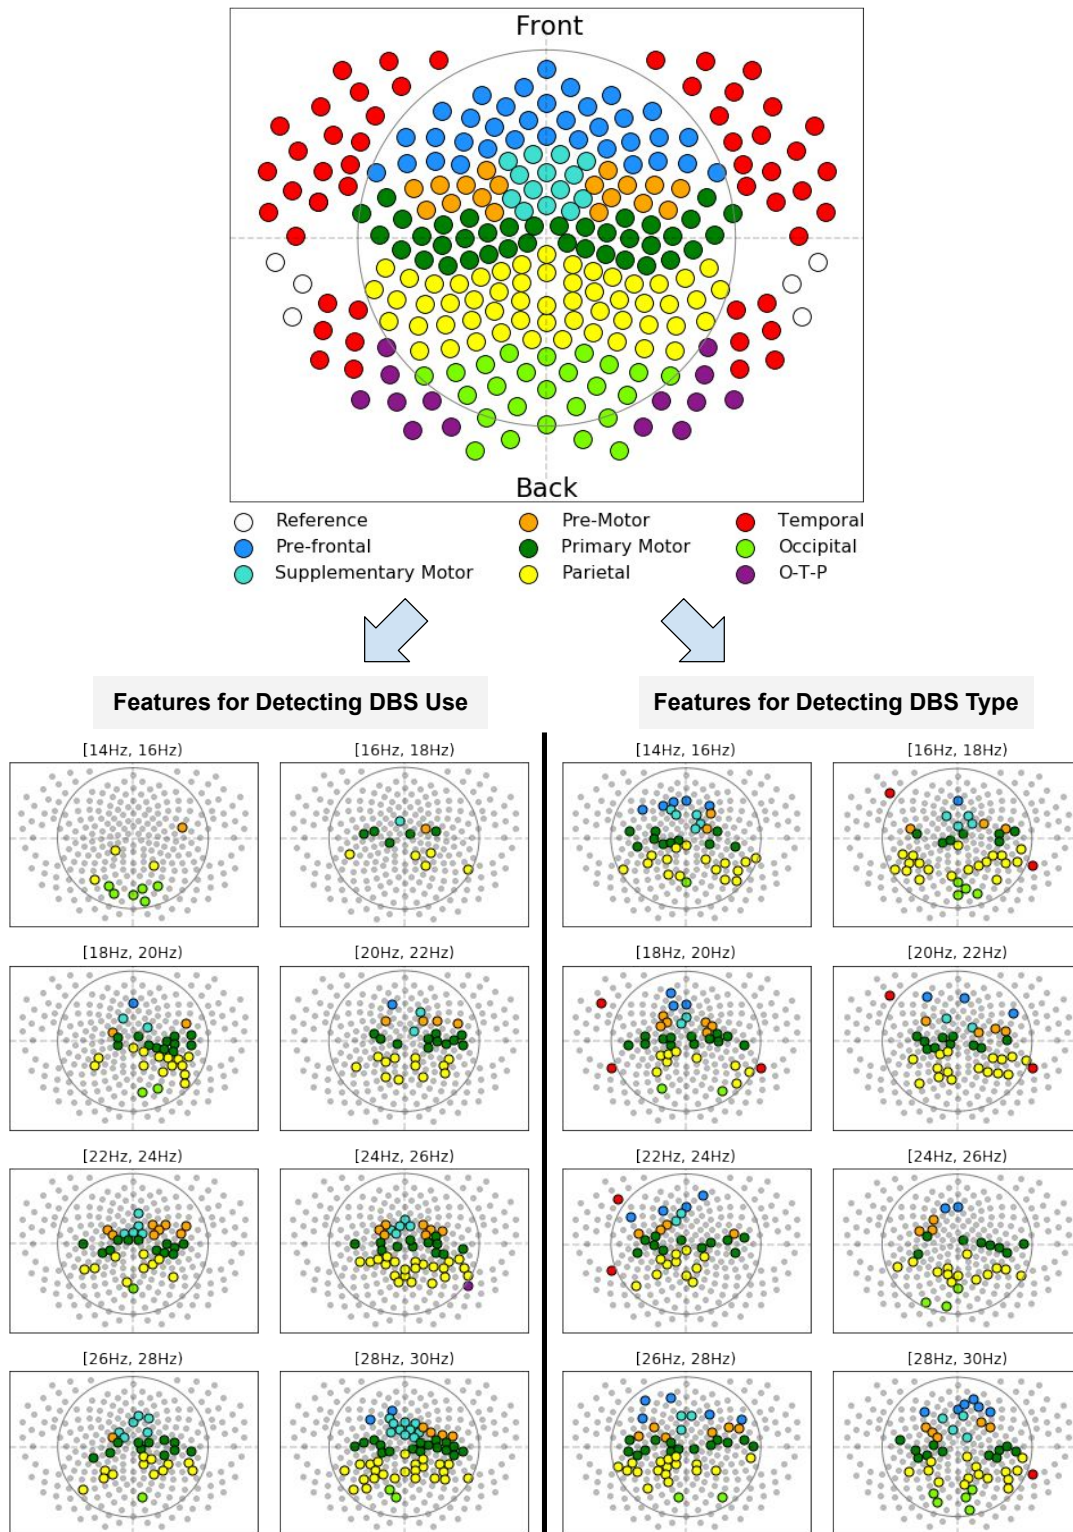 Front
Back
Reference
Pre-Motor
Temporal
Pre-frontal
Primary Motor
Occipital
Supplementary Motor
Parietal
O-T-P
Features for Detecting DBS Use
Features for Detecting DBS Type
[14Hz, 16Hz)
[16Hz, 18Hz)
[14Hz, 16Hz)
[16Hz, 18Hz)
[18Hz, 20Hz)
[20Hz, 22Hz)
[18Hz, 20Hz)
[20Hz, 22Hz)
[22Hz, 24Hz)
[24Hz, 26Hz)
[22Hz, 24Hz)
[24Hz, 26Hz)
[26Hz, 28Hz)
[28Hz, 30Hz)
[26Hz, 28Hz)
[28Hz, 30Hz)